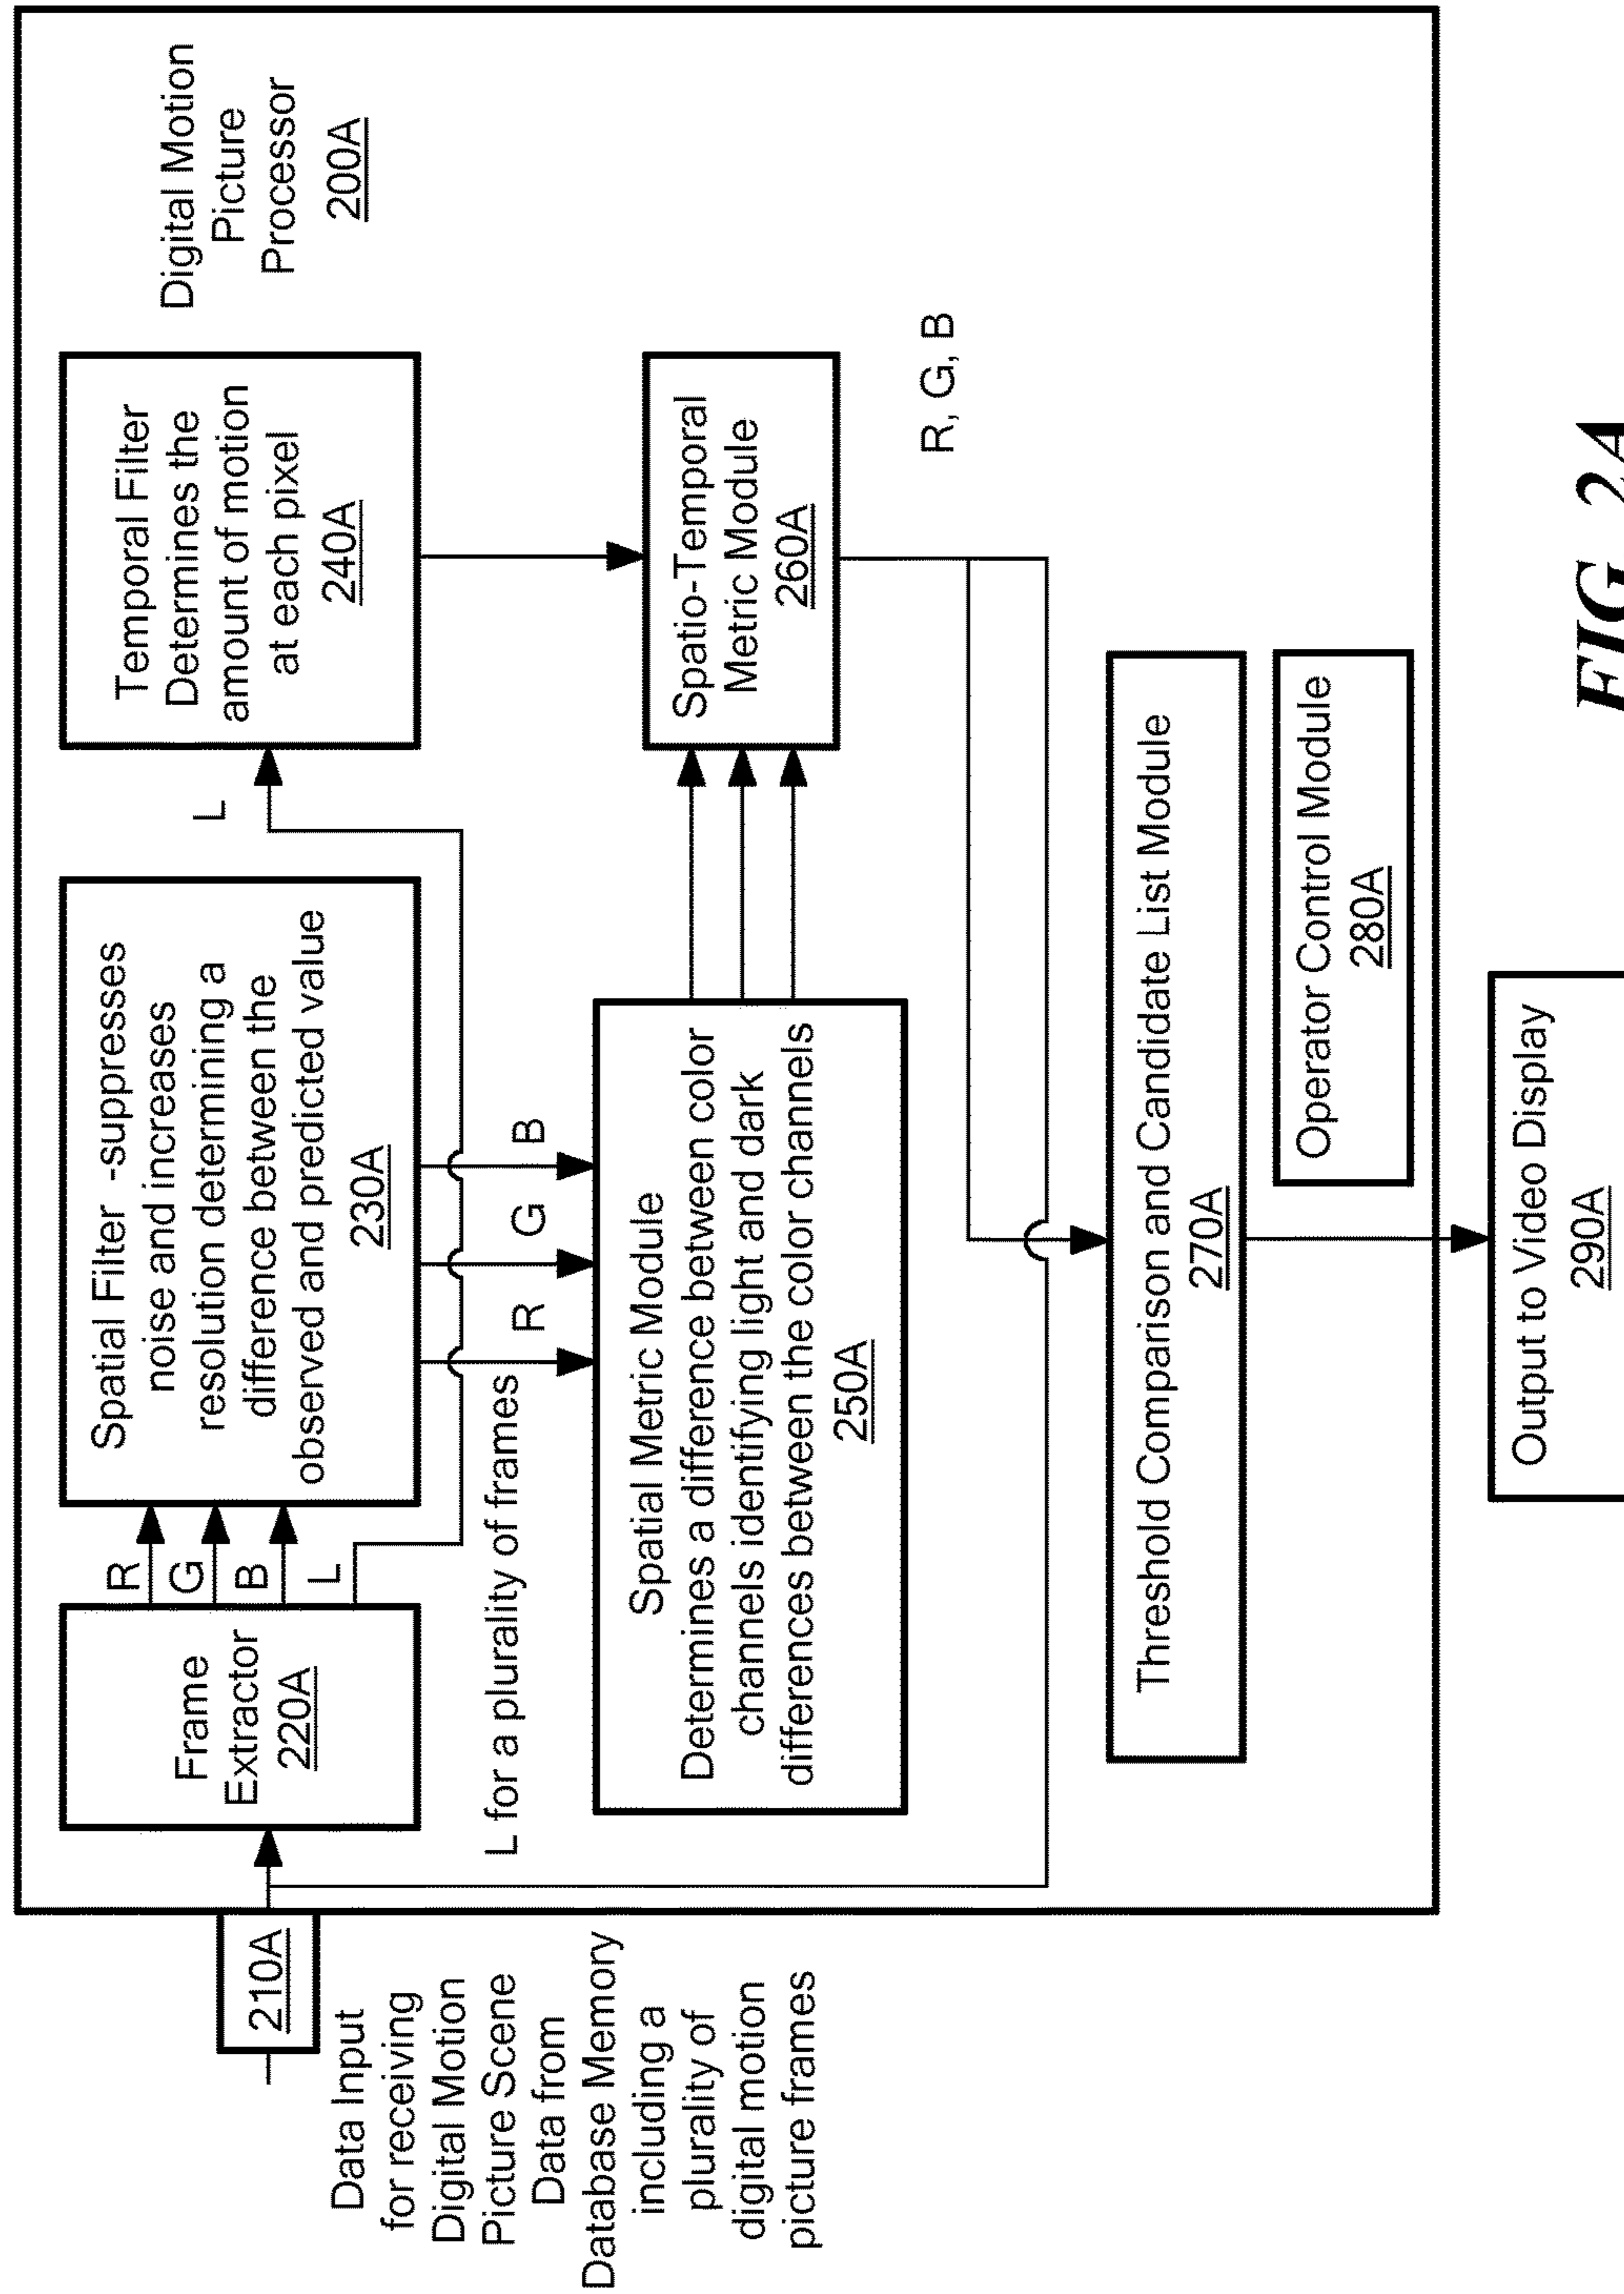 210A
Data Input
for receiving
Digital Motion
Picture Scene
Data from
Database Memory
including a
plurality of
digital motion
picture frames
Frame
Extractor
220A
R
G
B
L
Spatial Filter -suppresses
noise and increases
resolution determining a
difference between the
observed and predicted value
230A
L
Temporal Filter
Determines the
amount of motion
at each pixel
240A
Digital Motion
Picture
Processor
200A
L for a plurality of frames
R
G
B
Spatial Metric Module
Determines a difference between color
channels identifying light and dark
differences between the color channels
250A
Spatio-Temporal
Metric Module
260A
R, G, B
Threshold Comparison and Candidate List Module
270A
Operator Control Module
280A
Output to Video Display
290A
FIG. 2A